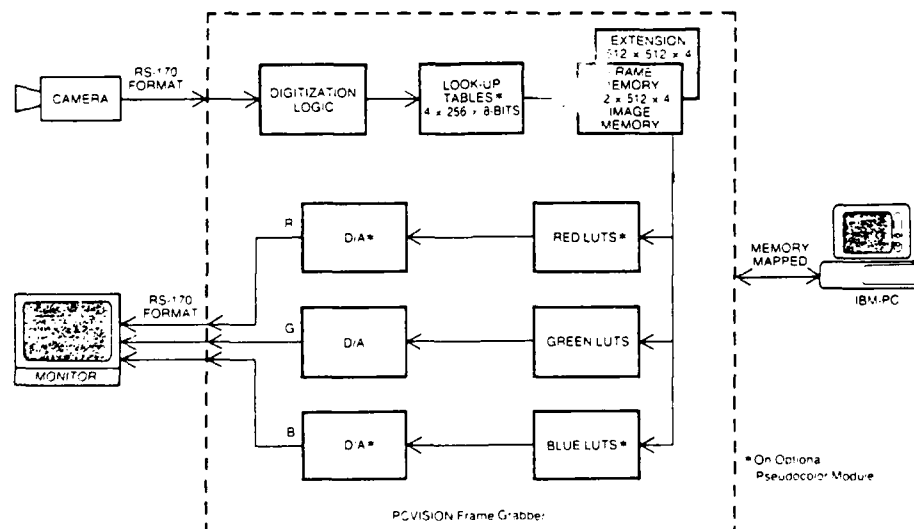 RS-170
FORMAT
CAMERA
DIGITIZATION
LOGIC
LOOK-UP
TABLES*
4 x 256 × 8-BITS
EXTENSION
512 x 512 x 4
FRAME
MEMORY
2 x 512 x 4
IMAGE
MEMORY
R
D/A*
RED LUTS*
MEMORY
MAPPED
IBM-PC
RS-170
FORMAT
MONITOR
G
D/A
GREEN LUTS
B
D/A*
BLUE LUTS*
* On Optional
Pseudocolor Module
PCVISION Frame Grabber